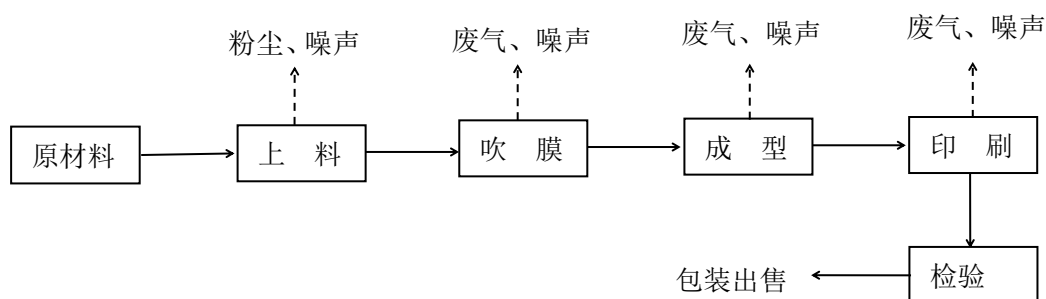 粉尘、噪声
废气、噪声
废气、噪声
废气、噪声
原材料
上 料
吹 膜
成 型
印 刷
包装出售
检验